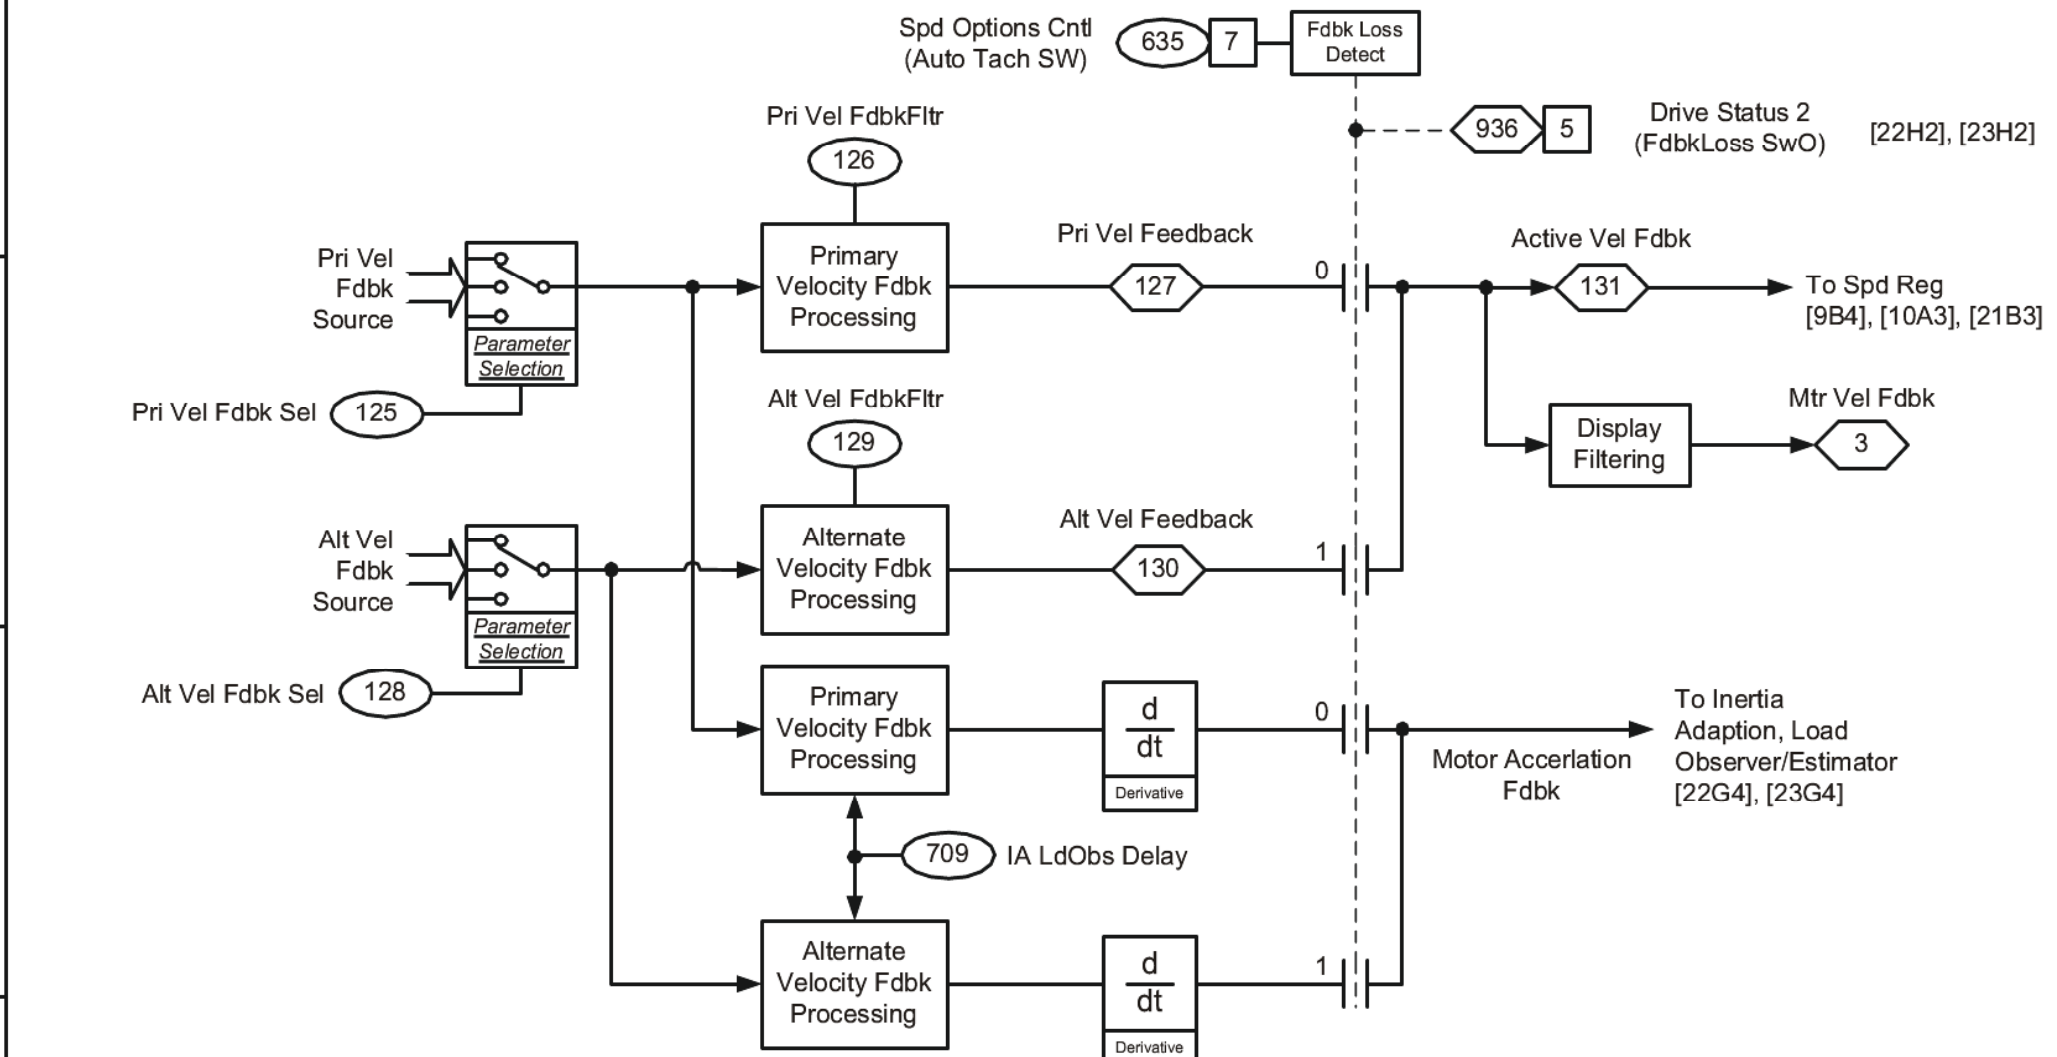 Spd Options Cntl
(Auto Tach SW)
635
7
Fdbk Loss
Detect
936
5
Drive Status 2
(FdbkLoss SwO)
[22H2], [23H2]
Pri Vel FdbkFltr
126
Pri Vel
Fdbk
Source
Parameter
Selection
Pri Vel Fdbk Sel
125
Primary
Velocity Fdbk
Processing
Pri Vel Feedback
127
0
Active Vel Fdbk
131
To Spd Reg
[9B4], [10A3], [21B3]
Display
Filtering
Mtr Vel Fdbk
3
Alt Vel FdbkFltr
129
Alt Vel
Fdbk
Source
Parameter
Selection
Alt Vel Fdbk Sel
128
Alternate
Velocity Fdbk
Processing
Alt Vel Feedback
130
1
Primary
Velocity Fdbk
Processing
d
dt
Derivative
0
Motor Accerlation
Fdbk
To Inertia
Adaption, Load
Observer/Estimator
[22G4], [23G4]
709
IA LdObs Delay
Alternate
Velocity Fdbk
Processing
d
dt
Derivative
1